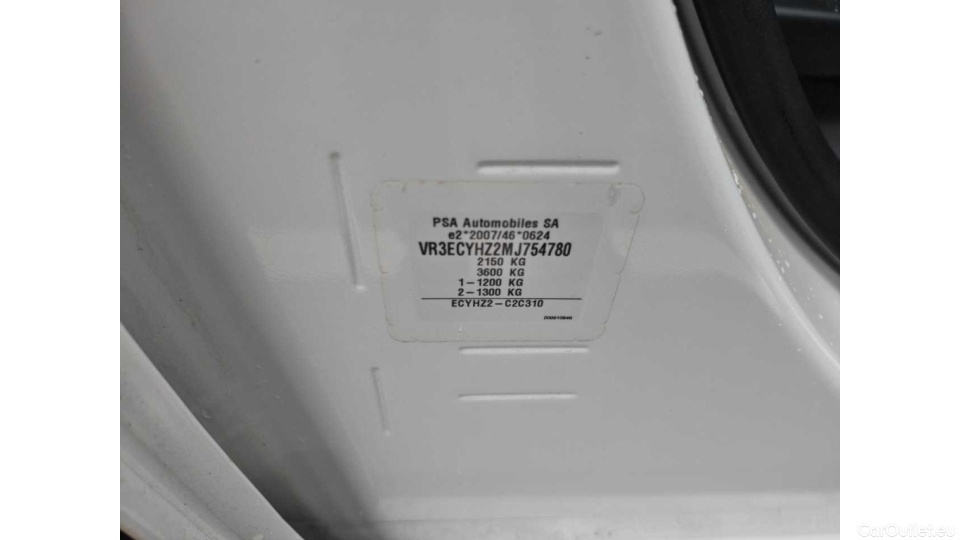 PSA Automobiles SA
e2*2007/46*0624
VR3ECYHZ2MJ754780
2150 KG
3600 KG
1-1200 KG
2-1300 KG
ECYHZ2-C2C310
CarOutlet.eu